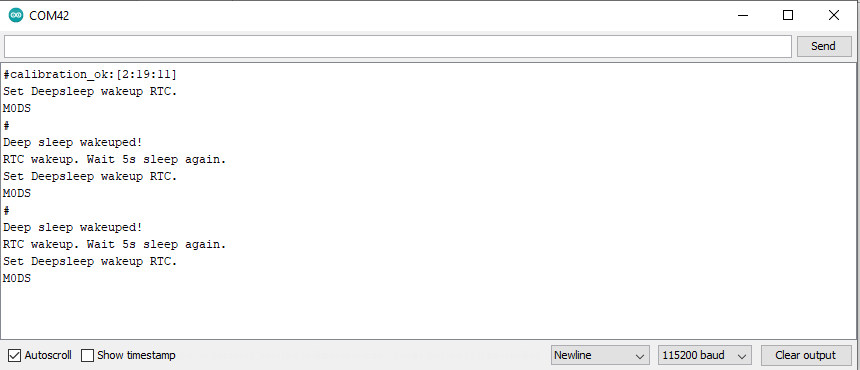 COM42
Send
#calibration_ok:[2:19:11]
Set Deepsleep wakeup RTC.
M0DS
#
Deep sleep wakeuped!
RTC wakeup. Wait 5s sleep again.
Set Deepsleep wakeup RTC.
M0DS
#
Deep sleep wakeuped!
RTC wakeup. Wait 5s sleep again.
Set Deepsleep wakeup RTC.
M0DS
Autoscroll Show timestamp Newline 115200 baud Clear output